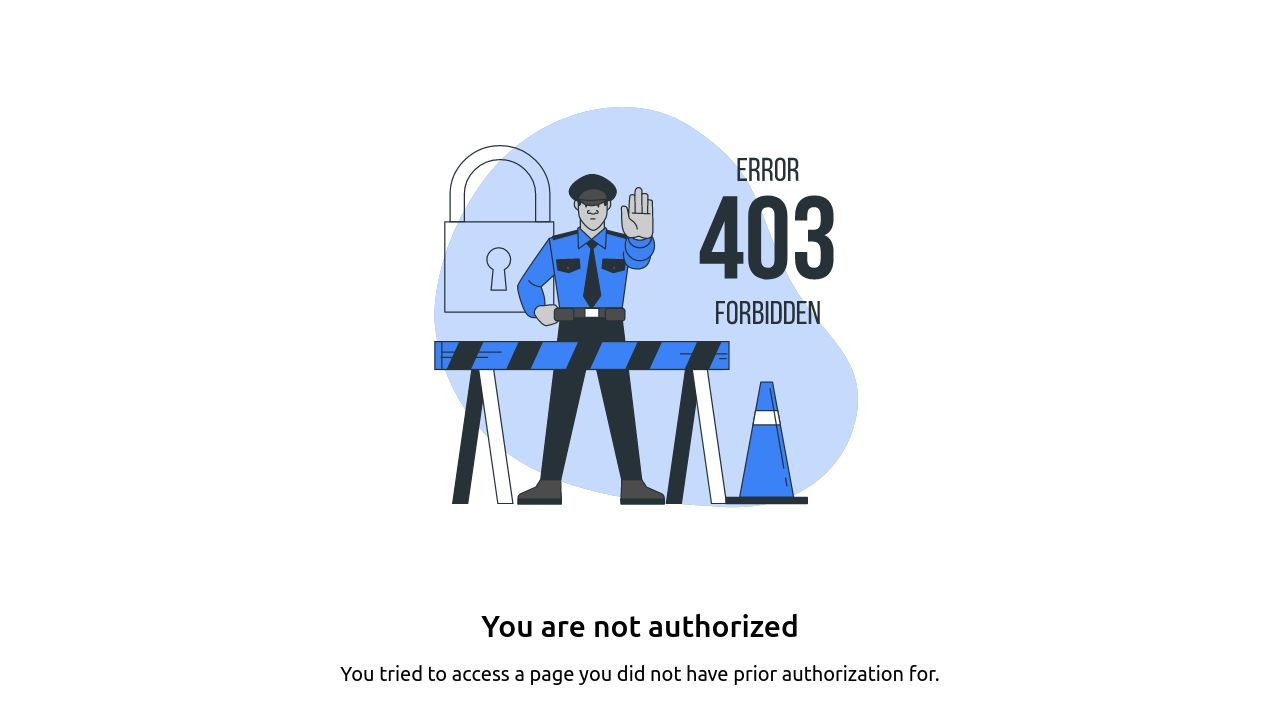 ERROR
403
FORBIDDEN
You are not authorized
You tried to access a page you did not have prior authorization for.